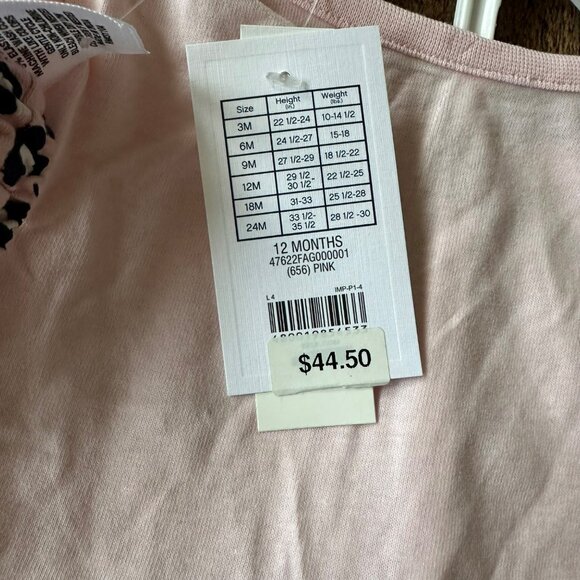 Size Height (in.) Weight (lbs.)
3M 22 1/2-24 10-14 1/2
6M 24 1/2-27 15-18
9M 27 1/2-29 18 1/2-22
12M 29 1/2 - 30 1/2 22 1/2-25
18M 31-33 25 1/2-28
24M 33 1/2- 35 1/2 28 1/2 -30
12 MONTHS
47622FAG000001
(656) PINK
L4 IMP-P1-4
$44.50